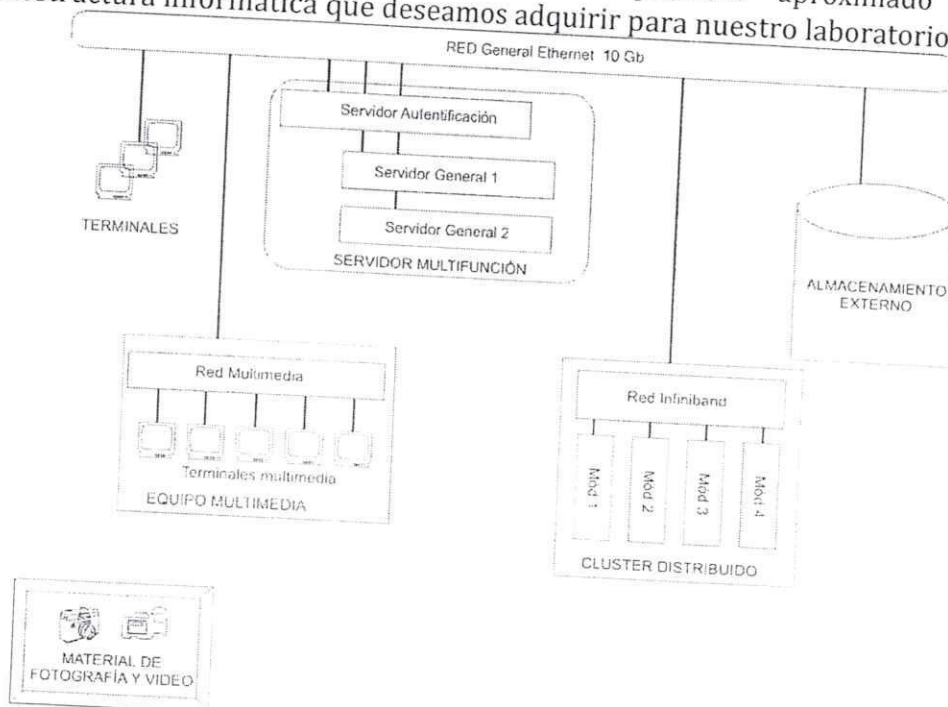 aproximado
infraestructura informática que deseamos adquirir para nuestro laboratorio
RED General Ethernet 10 Gb
Servidor Autentificación
Servidor General 1
Servidor General 2
SERVIDOR MULTIFUNCIÓN
TERMINALES
ALMACENAMIENTO
EXTERNO
Red Multimedia
Terminales multimedia
EQUIPO MULTIMEDIA
Red Infiniband
Mód 1
Mód 2
Mód 3
Mód 4
CLUSTER DISTRIBUIDO
MATERIAL DE
FOTOGRAFÍA Y VIDEO